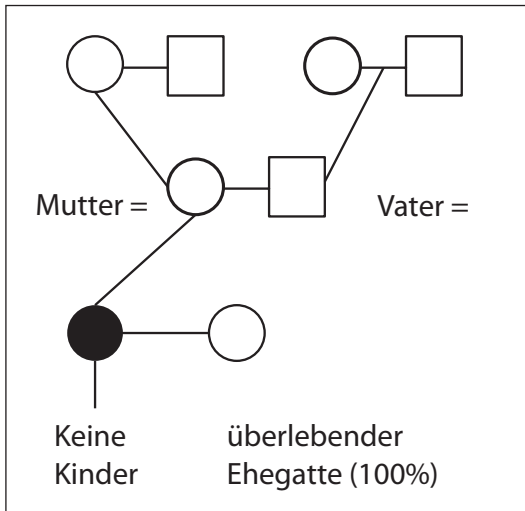 Mutter =
Vater =
Keine
Kinder
überlebender
Ehegatte (100%)